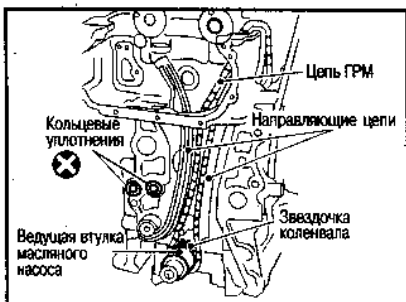 Цепь ГРМ
Направляющие цепи
Кольцевые
уплотнения
Звездочка
коленвала
Ведущая втулка
масляного
насоса